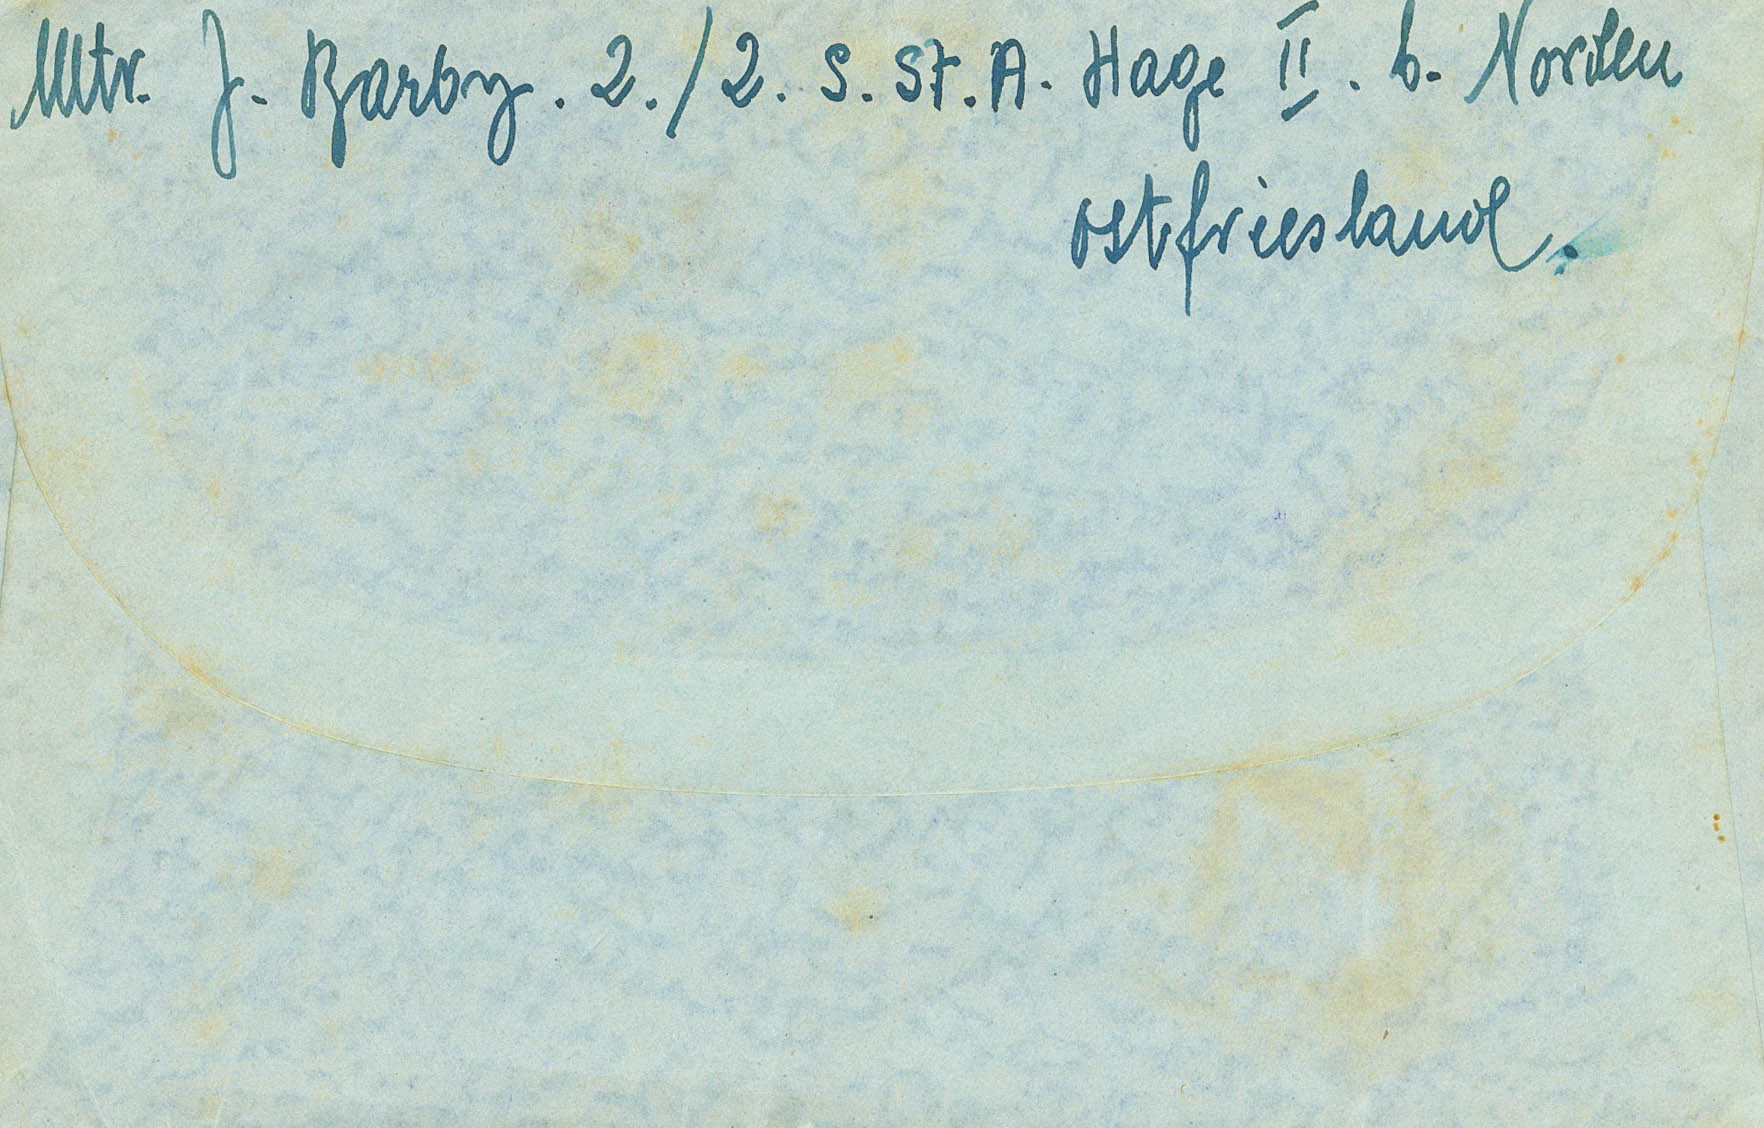 Mtr. J. Barby. 2./2. S. St. A. Hage II. b. Norden
Ostfriesland.